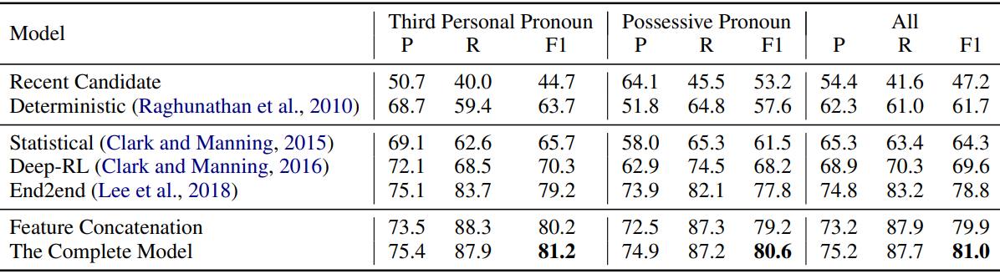 Model Third Personal Pronoun Possessive Pronoun All
P R F1 P R F1 P R F1
Recent Candidate 50.7 40.0 44.7 64.1 45.5 53.2 54.4 41.6 47.2
Deterministic (Raghunathan et al., 2010) 68.7 59.4 63.7 51.8 64.8 57.6 62.3 61.0 61.7
Statistical (Clark and Manning, 2015) 69.1 62.6 65.7 58.0 65.3 61.5 65.3 63.4 64.3
Deep-RL (Clark and Manning, 2016) 72.1 68.5 70.3 62.9 74.5 68.2 68.9 70.3 69.6
End2end (Lee et al., 2018) 75.1 83.7 79.2 73.9 82.1 77.8 74.8 83.2 78.8
Feature Concatenation 73.5 88.3 80.2 72.5 87.3 79.2 73.2 87.9 79.9
The Complete Model 75.4 87.9 81.2 74.9 87.2 80.6 75.2 87.7 81.0